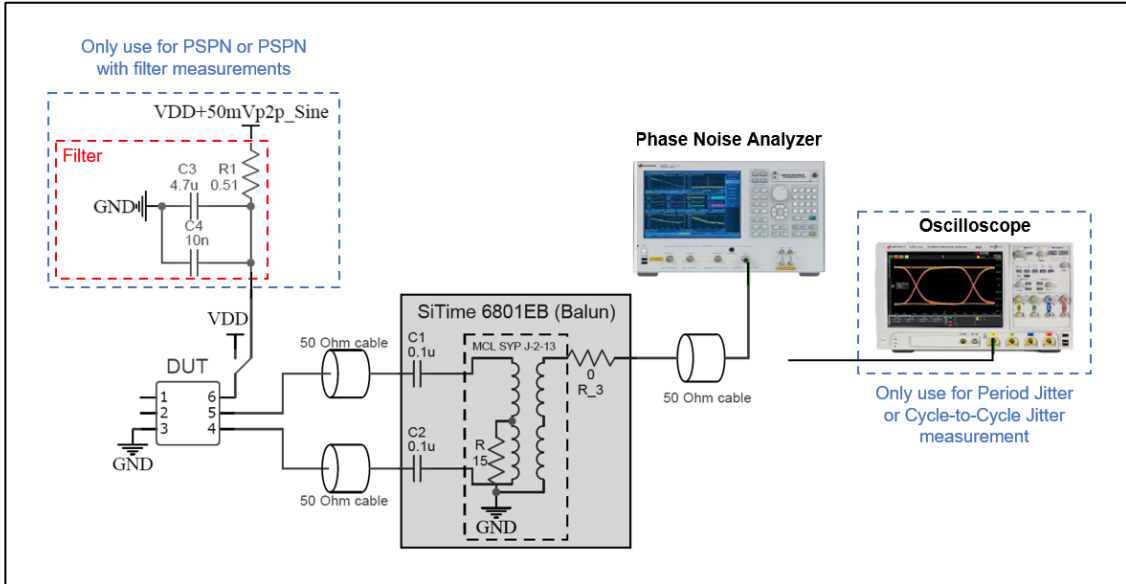 Only use for PSPN or PSPN
with filter measurements
VDD+50mVp2p_Sine
Filter
C3
4.7u
R1
0.51
GND
C4
10n
VDD
DUT
1
2
3
6
5
4
GND
50 Ohm cable
50 Ohm cable
SiTime 6801EB (Balun)
C1
0.1u
MCL SYP J-2-13
C2
0.1u
R
15
GND
0
R_3
50 Ohm cable
Phase Noise Analyzer
Oscilloscope
Only use for Period Jitter
or Cycle-to-Cycle Jitter
measurement